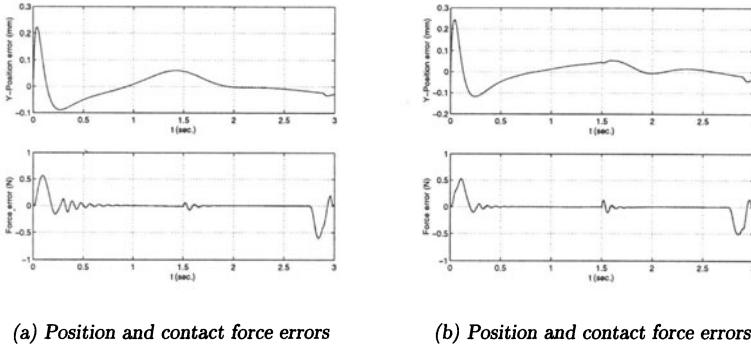 0.3
0.2
0.1
0
-0.1
Y-Position error (mm)
0 0.5 1 1.5 2 2.5 3
t (sec.)
1
0.5
0
-0.5
-1
Force error (N)
0 0.5 1 1.5 2 2.5 3
t (sec.)
(a) Position and contact force errors
0.3
0.2
0.1
0
-0.1
-0.2
Y-Position error (mm)
0 0.5 1 1.5 2 2.5 3
t (sec.)
1
0.5
0
-0.5
-1
Force error (N)
0 0.5 1 1.5 2 2.5 3
t (sec.)
(b) Position and contact force errors